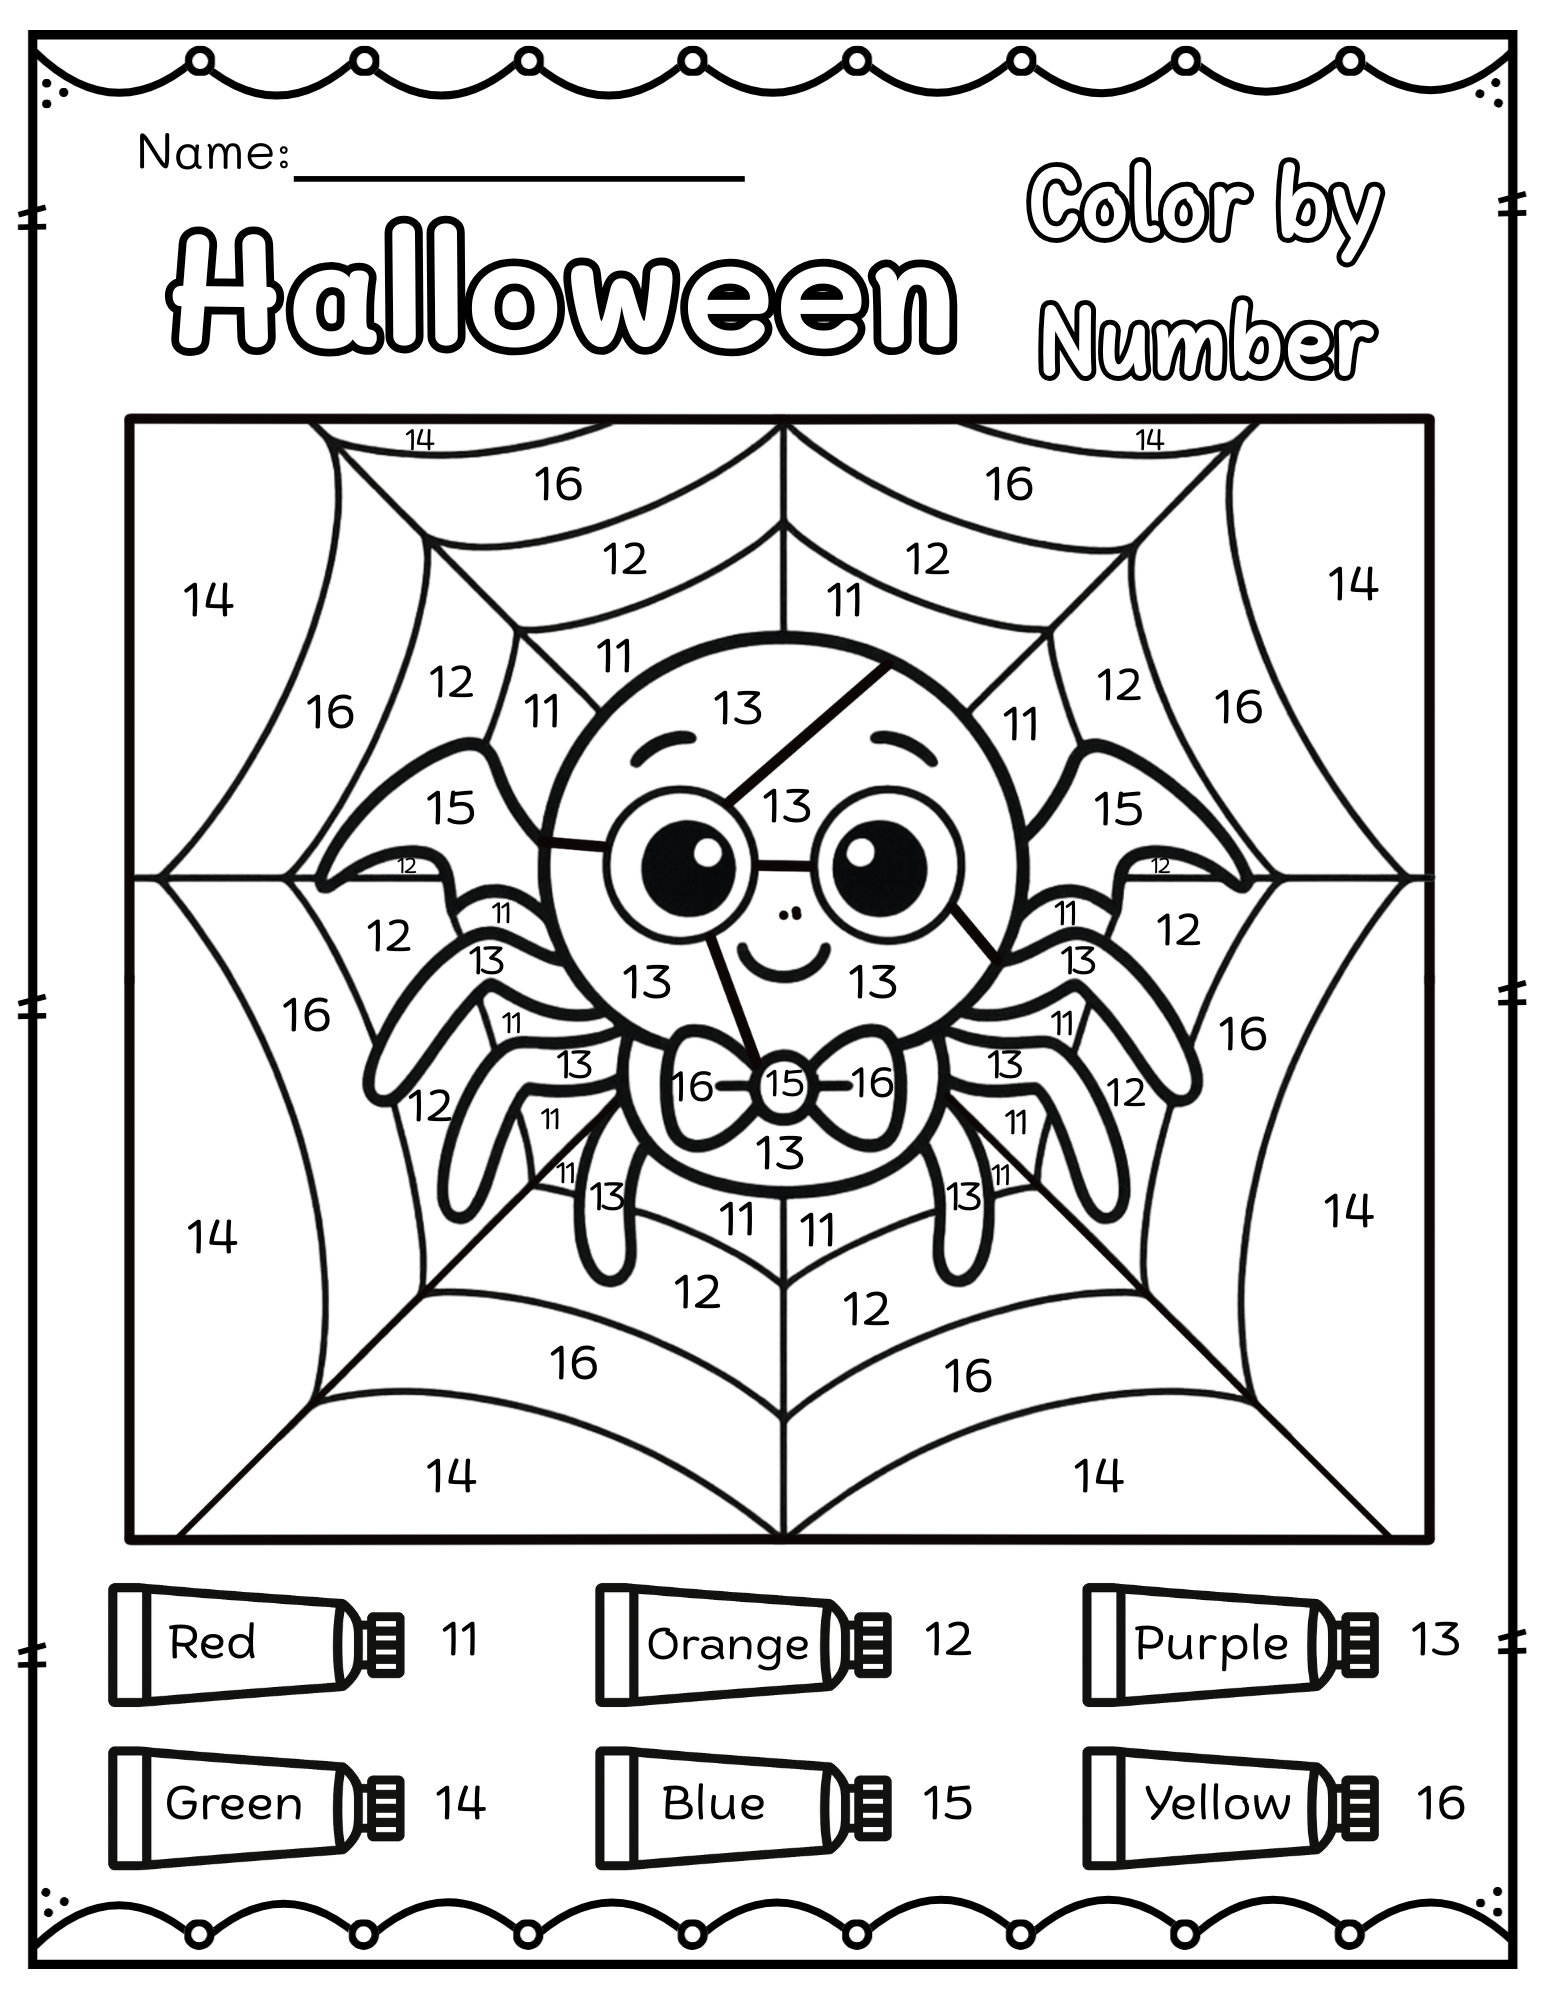 Name:
Color by
Halloween
Number
14 14
16 16
12 12
14 11 14
11
12 12
16 11 13 11 16
15 13 15
12 12
11 11
12 12
13 13
13 13
16 11 11 16
13 13
12 16 15 16 12
11 11
13
11 11
13 13
14 11 11 14
12 12
16 16
14 14
Red 11 Orange 12 Purple 13
Green 14 Blue 15 Yellow 16